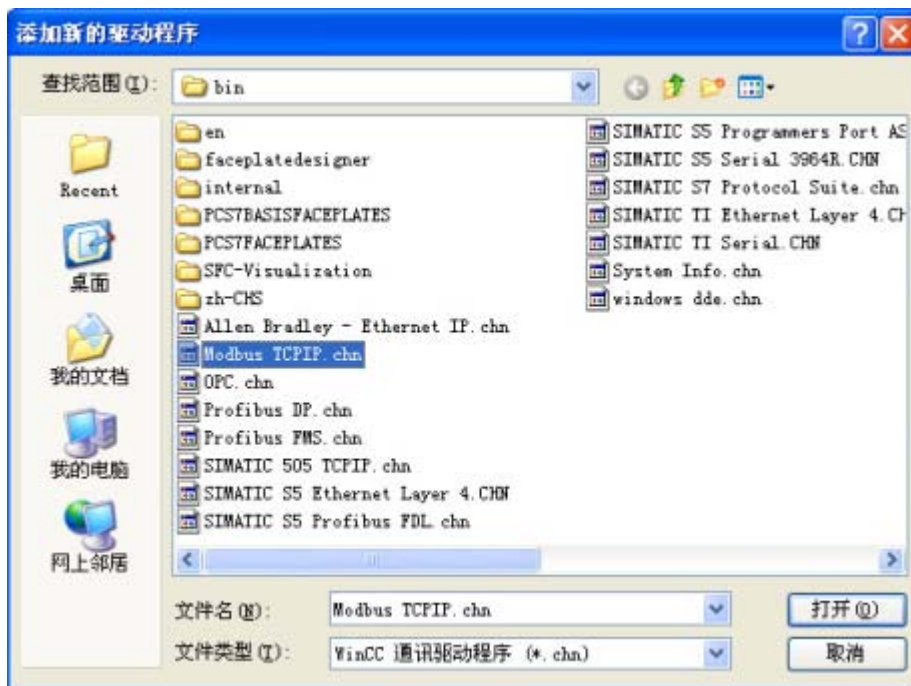 添加新的驱动程序
查找范围(I):
bin
Recent
桌面
我的文档
我的电脑
网上邻居
en
faceplatedesigner
internal
PCS7BASISFACEPLATES
PCS7FACEPLATES
SFC-Visualization
zh-CHS
Allen Bradley - Ethernet IP.chn
Modbus TCPIP.chn
OPC.chn
Profibus DP.chn
Profibus FMS.chn
SIMATIC 505 TCPIP.chn
SIMATIC S5 Ethernet Layer 4.CHN
SIMATIC S5 Profibus FDL.chn
SIMATIC S5 Programmers Port AS
SIMATIC S5 Serial 3964R.CHN
SIMATIC S7 Protocol Suite.chn
SIMATIC TI Ethernet Layer 4.CH
SIMATIC TI Serial.CHN
System Info.chn
windows dde.chn
文件名(N):
Modbus TCPIP.chn
打开(O)
文件类型(T):
WinCC 通讯驱动程序 (*.chn)
取消